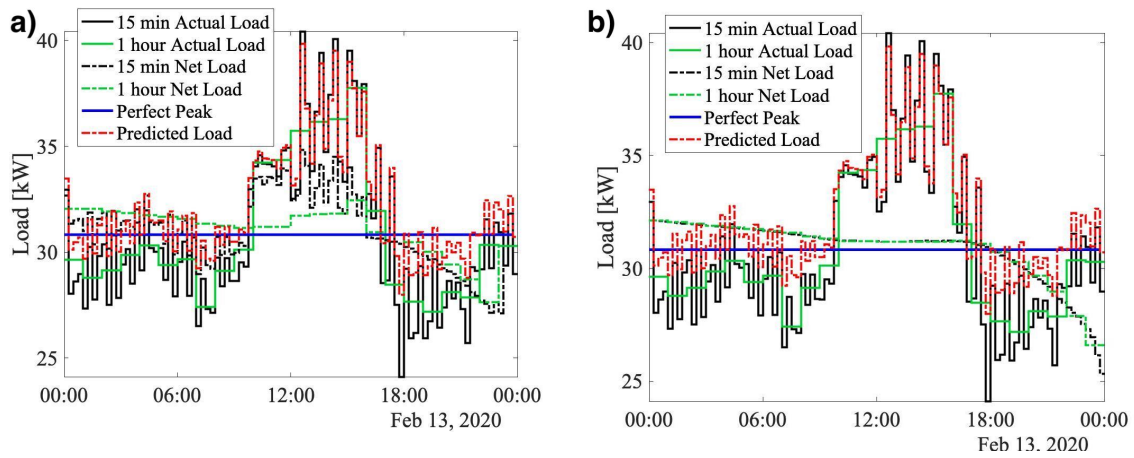 a)
15 min Actual Load
1 hour Actual Load
15 min Net Load
1 hour Net Load
Perfect Peak
Predicted Load
Load [kW]
40
35
30
25
00:00 06:00 12:00 18:00 00:00
Feb 13, 2020
b)
15 min Actual Load
1 hour Actual Load
15 min Net Load
1 hour Net Load
Perfect Peak
Predicted Load
Load [kW]
40
35
30
25
00:00 06:00 12:00 18:00 00:00
Feb 13, 2020